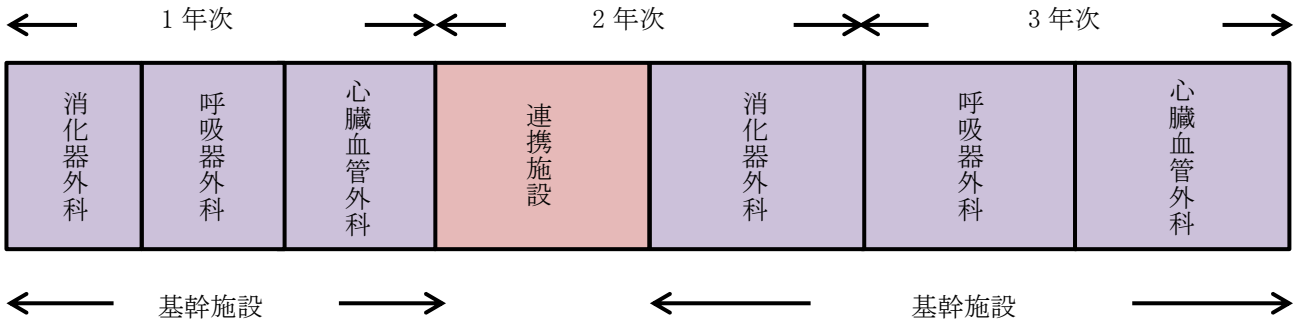 1 年次
2 年次
3 年次
消化器外科
呼吸器外科
心臓血管外科
連携施設
消化器外科
呼吸器外科
心臓血管外科
基幹施設
基幹施設